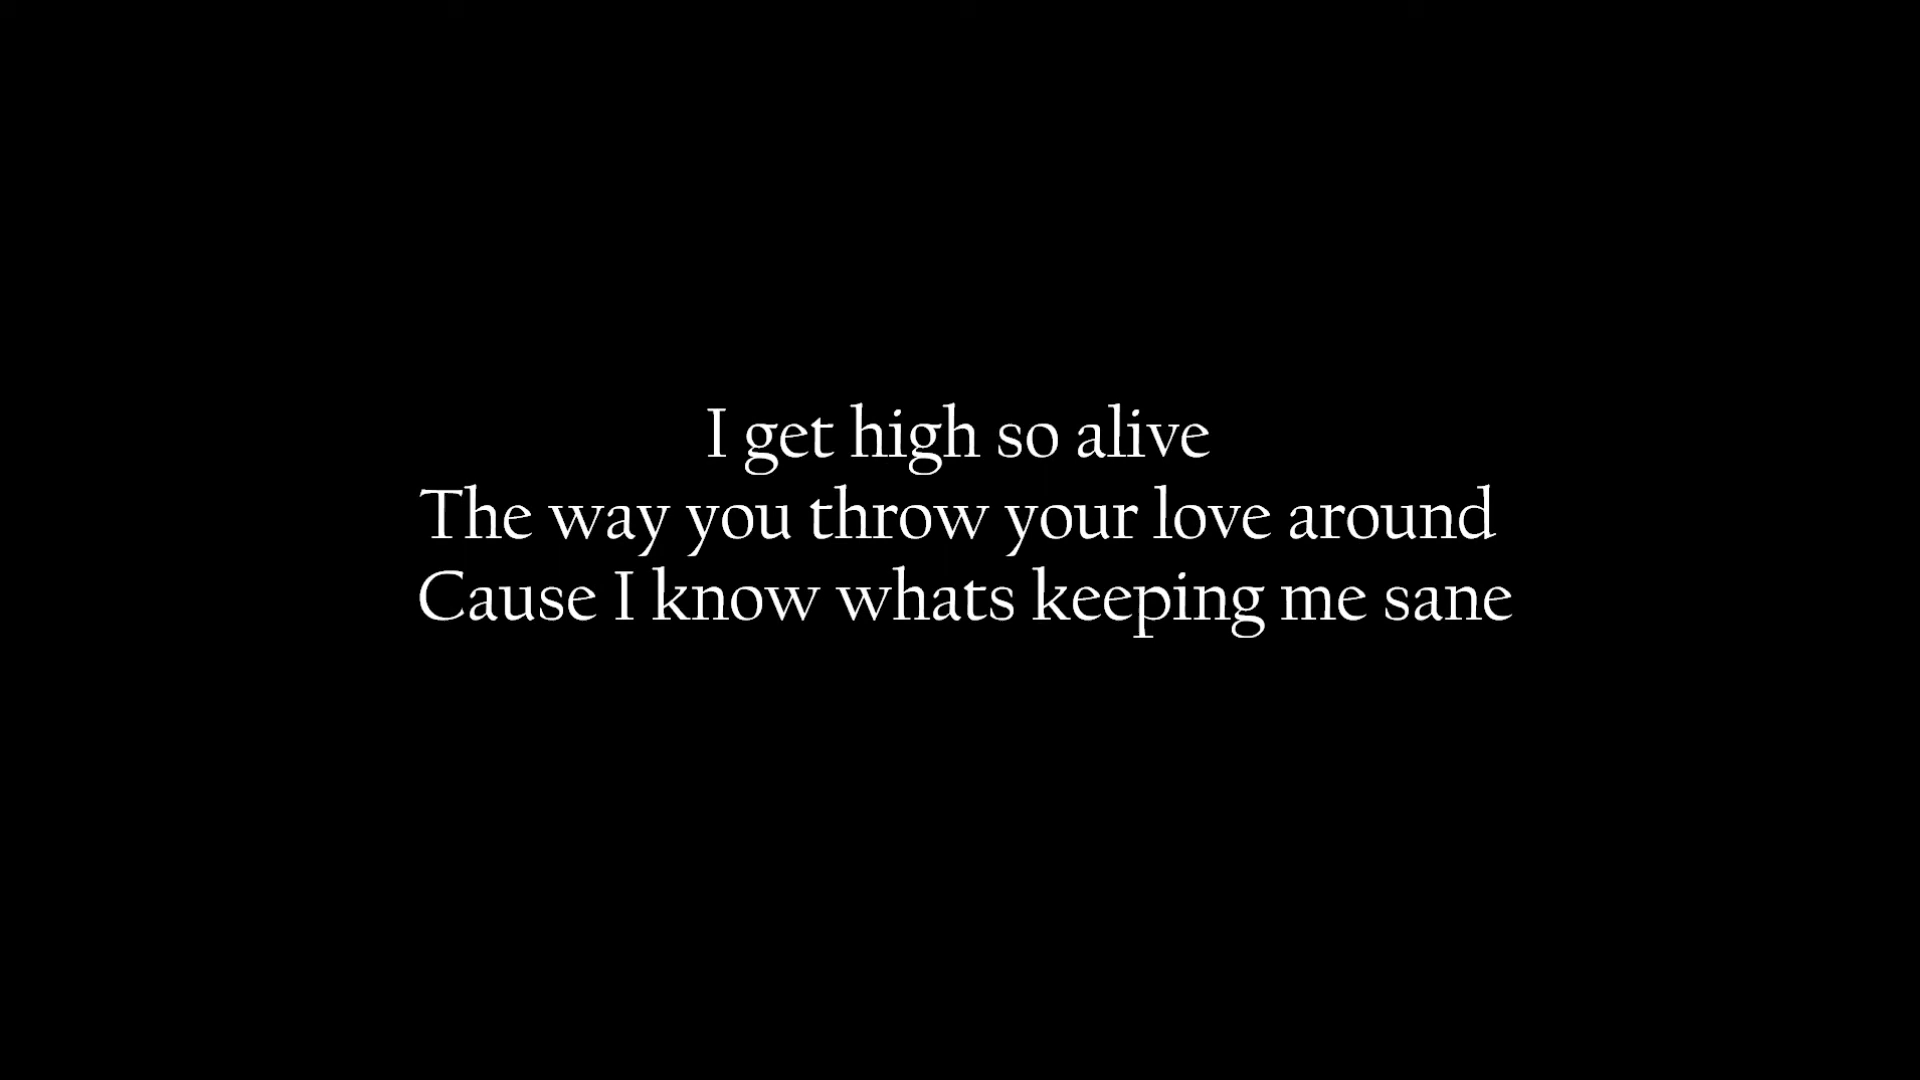 I get high so alive
The way you throw your love around
Cause I know whats keeping me sane